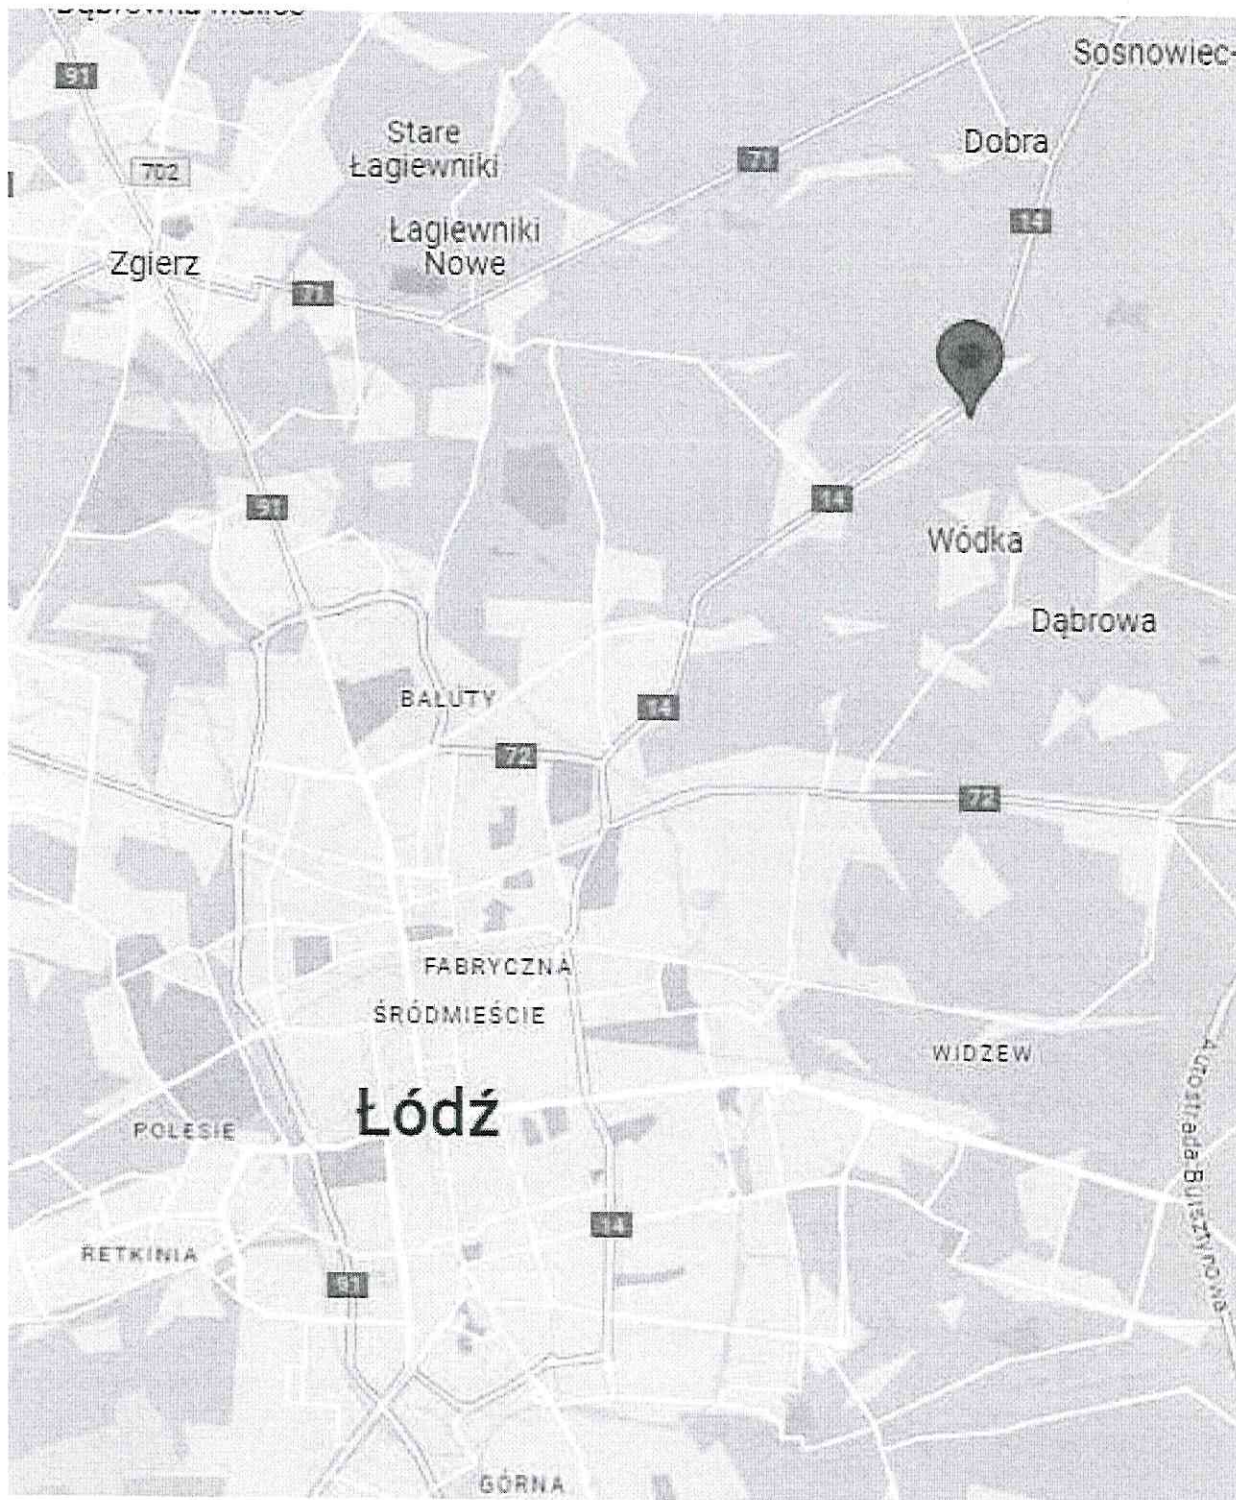 Sosnowiec-
91
Stare
Łagiewniki
Dobra
71
702
14
Łagiewniki
Nowe
Zgierz
71
14
91
Wódka
Dąbrowa
BAŁUTY
14
72
72
FABRYCZNA
ŚRÓDMIEŚCIE
WIDZEW
Łódź
POLESIE
Autostrada Bursztynowa
14
RETKINIA
91
GÓRNA